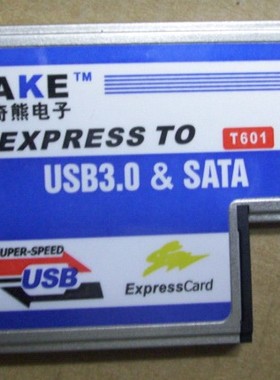 AKE™
奇熊电子
EXPRESS TO T601
USB3.0 & SATA
SUPER-SPEED
USB
ExpressCard